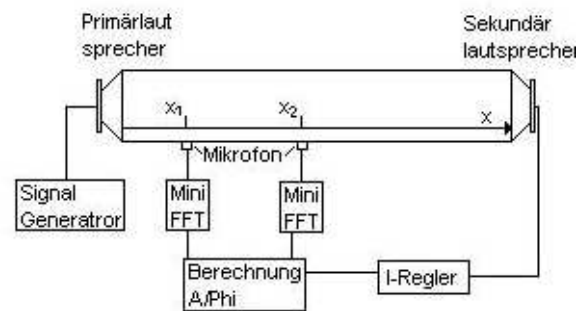 Primärlaut
sprecher
Sekundär
lautsprecher
X1
X2
X
Mikrofon
Signal
Generatror
Mini
FFT
Mini
FFT
Berechnung
A/Phi
I-Regler